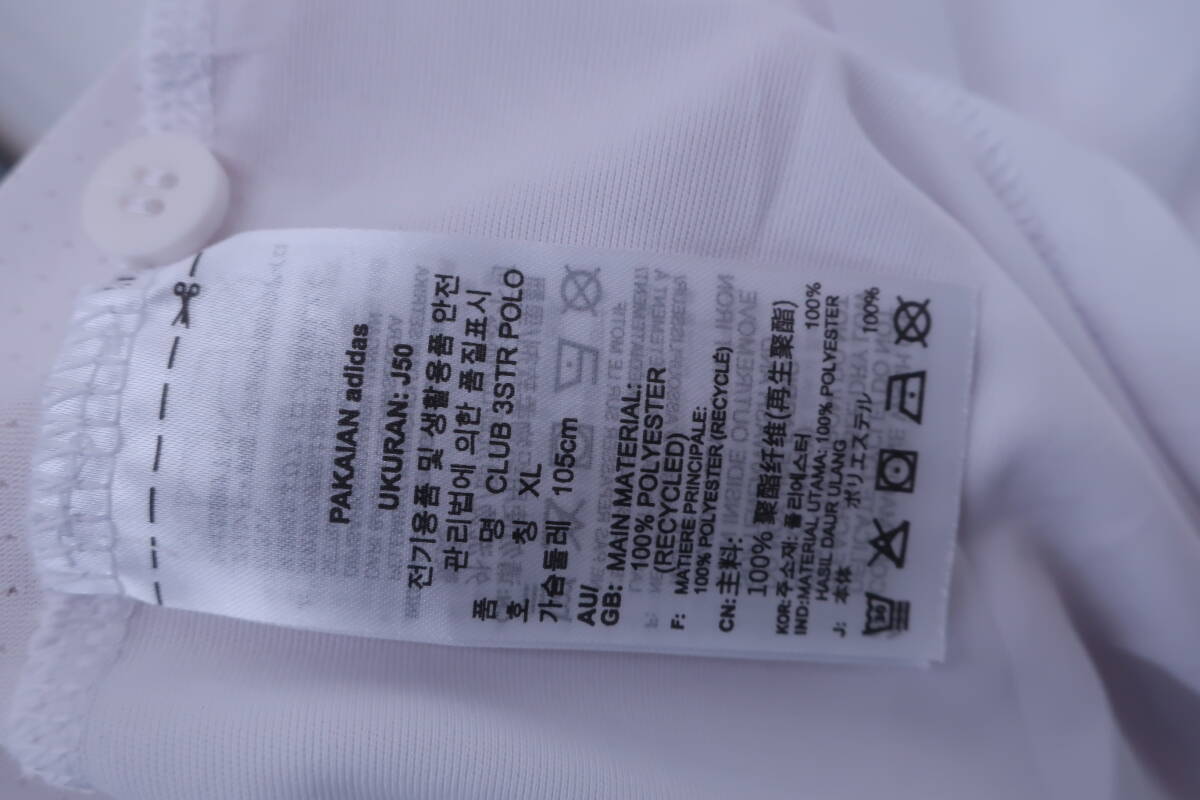 PAKAIAN adidas
UKURAN: J50
전기용품 및 생활용품 안전
관리법에 의한 품질표시
품 명 CLUB 3STR POLO
호 칭 XL
가슴둘레 105cm
AU/
GB: MAIN MATERIAL:
100% POLYESTER
(RECYCLED)
F: MATIERE PRINCIPALE:
100% POLYESTER (RECYCLÉ)
CN: 主料:
100% 聚酯纤维(再生聚酯)
KOR: 주소재: 폴리에스터 100%
IND: MATERIAL UTAMA: 100% POLYESTER
HASIL DAUR ULANG
J: 本体 ポリエステル 100%
30